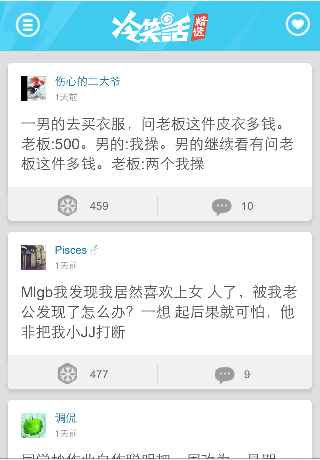 冷笑話 精选
伤心的二大爷
1天前
一男的去买衣服，问老板这件皮衣多钱。
老板:500。男的:我操。男的继续看有问老
板这件多钱。老板:两个我操
459
10
Pisces ♂
1天前
Mlgb我发现我居然喜欢上女 人了，被我老
公发现了怎么办？一想 起后果就可怕，他
非把我小JJ打断
477
9
调侃
1天前